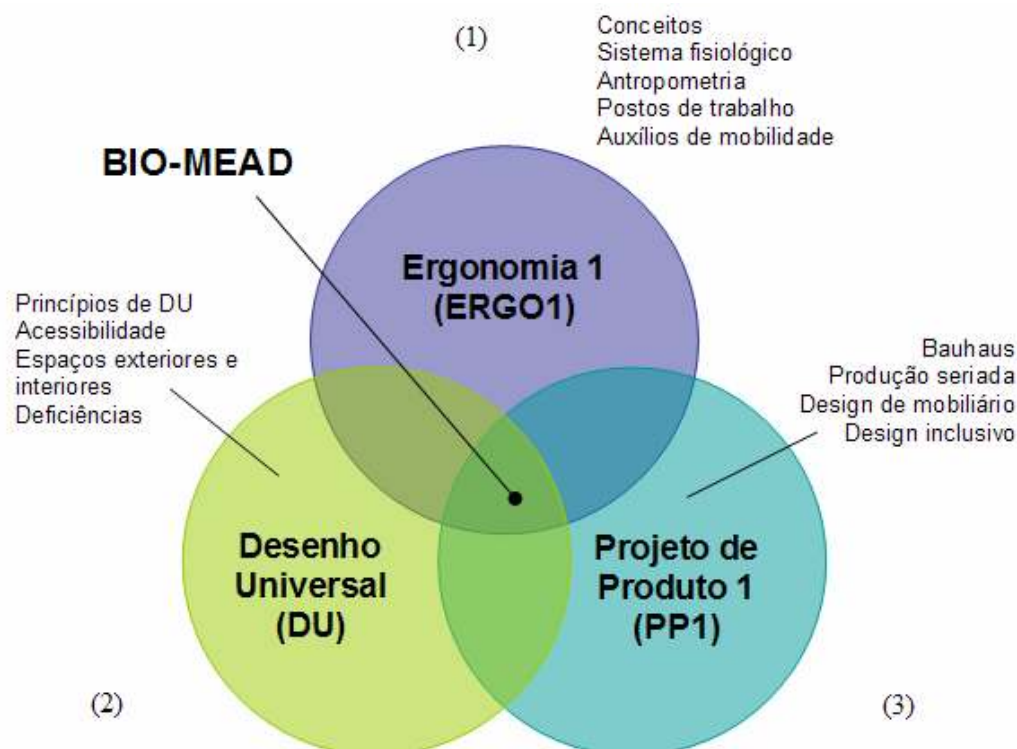 (1)
Conceitos
Sistema fisiológico
Antropometria
Postos de trabalho
Auxílios de mobilidade
BIO-MEAD
Ergonomia 1
(ERGO1)
Princípios de DU
Acessibilidade
Espaços exteriores e
interiores
Deficiências
Bauhaus
Produção seriada
Design de mobiliário
Design inclusivo
Desenho
Universal
(DU)
Projeto de
Produto 1
(PP1)
(2)
(3)